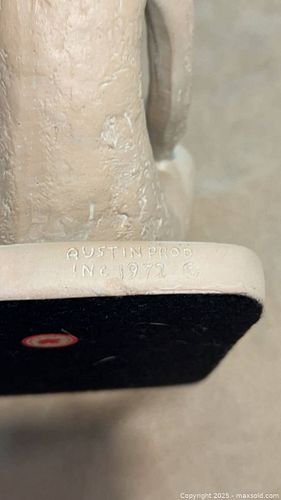 AUSTIN PROD
INC 1972 ©
Copyright © 2025 - maxsold.com